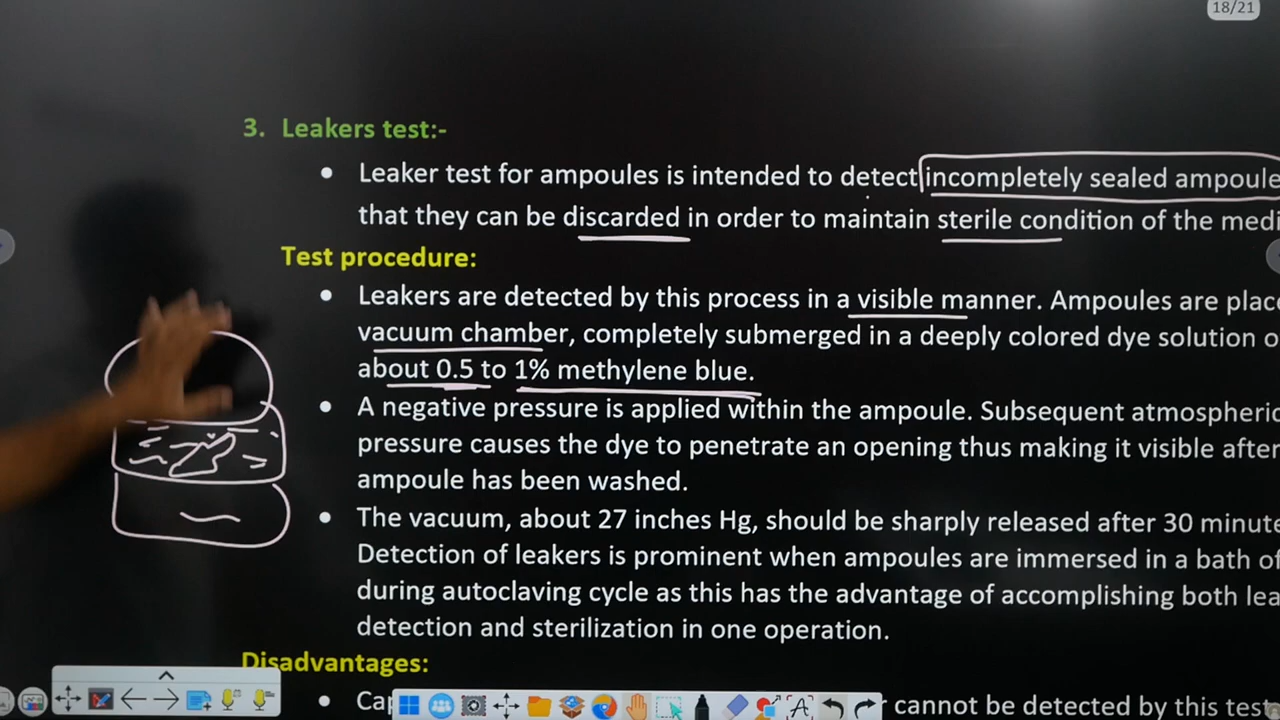 18/21
3. Leakers test:-
• Leaker test for ampoules is intended to detect incompletely sealed ampoule
that they can be discarded in order to maintain sterile condition of the medi
Test procedure:
• Leakers are detected by this process in a visible manner. Ampoules are plac
vacuum chamber, completely submerged in a deeply colored dye solution o
about 0.5 to 1% methylene blue.
• A negative pressure is applied within the ampoule. Subsequent atmospheric
pressure causes the dye to penetrate an opening thus making it visible after
ampoule has been washed.
• The vacuum, about 27 inches Hg, should be sharply released after 30 minute
Detection of leakers is prominent when ampoules are immersed in a bath of
during autoclaving cycle as this has the advantage of accomplishing both lea
detection and sterilization in one operation.
Disadvantages:
• Cap cannot be detected by this test